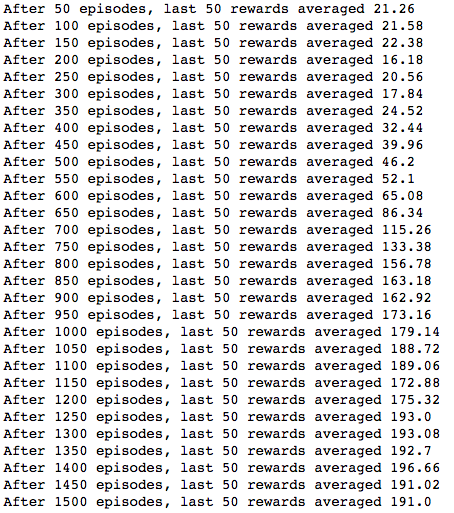 After 50 episodes, last 50 rewards averaged 21.26
After 100 episodes, last 50 rewards averaged 21.58
After 150 episodes, last 50 rewards averaged 22.38
After 200 episodes, last 50 rewards averaged 16.18
After 250 episodes, last 50 rewards averaged 20.56
After 300 episodes, last 50 rewards averaged 17.84
After 350 episodes, last 50 rewards averaged 24.52
After 400 episodes, last 50 rewards averaged 32.44
After 450 episodes, last 50 rewards averaged 39.96
After 500 episodes, last 50 rewards averaged 46.2
After 550 episodes, last 50 rewards averaged 52.1
After 600 episodes, last 50 rewards averaged 65.08
After 650 episodes, last 50 rewards averaged 86.34
After 700 episodes, last 50 rewards averaged 115.26
After 750 episodes, last 50 rewards averaged 133.38
After 800 episodes, last 50 rewards averaged 156.78
After 850 episodes, last 50 rewards averaged 163.18
After 900 episodes, last 50 rewards averaged 162.92
After 950 episodes, last 50 rewards averaged 173.16
After 1000 episodes, last 50 rewards averaged 179.14
After 1050 episodes, last 50 rewards averaged 188.72
After 1100 episodes, last 50 rewards averaged 189.06
After 1150 episodes, last 50 rewards averaged 172.88
After 1200 episodes, last 50 rewards averaged 175.32
After 1250 episodes, last 50 rewards averaged 193.0
After 1300 episodes, last 50 rewards averaged 193.08
After 1350 episodes, last 50 rewards averaged 192.7
After 1400 episodes, last 50 rewards averaged 196.66
After 1450 episodes, last 50 rewards averaged 191.02
After 1500 episodes, last 50 rewards averaged 191.0